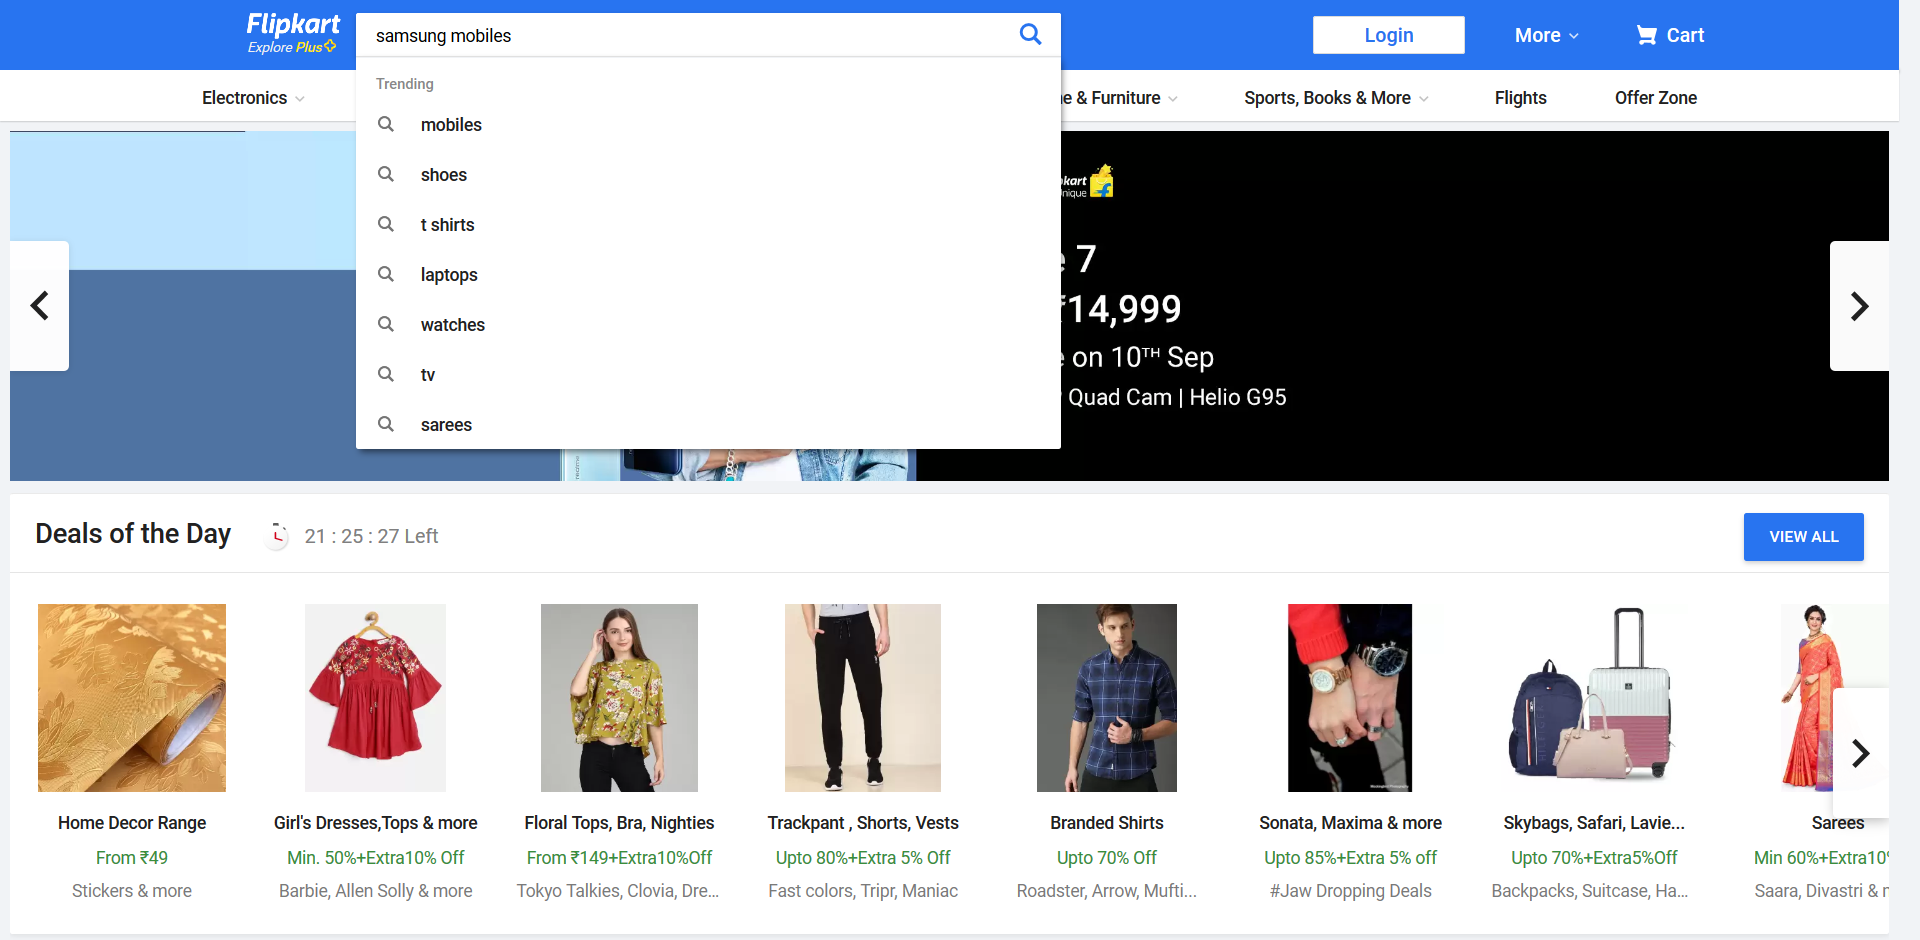 Flipkart
Explore Plus
samsung mobiles
Login
More
Cart
Electronics
& Furniture
Sports, Books & More
Flights
Offer Zone
Trending
mobiles
shoes
t shirts
laptops
watches
tv
sarees
7
₹14,999
on 10TH Sep
Quad Cam | Helio G95
Deals of the Day
21 : 25 : 27 Left
VIEW ALL
Home Decor Range
From ₹49
Stickers & more
Girl's Dresses,Tops & more
Min. 50%+Extra10% Off
Barbie, Allen Solly & more
Floral Tops, Bra, Nighties
From ₹149+Extra10%Off
Tokyo Talkies, Clovia, Dre...
Trackpant , Shorts, Vests
Upto 80%+Extra 5% Off
Fast colors, Tripr, Maniac
Branded Shirts
Upto 70% Off
Roadster, Arrow, Mufti...
Sonata, Maxima & more
Upto 85%+Extra 5% off
#Jaw Dropping Deals
Skybags, Safari, Lavie...
Upto 70%+Extra5%Off
Backpacks, Suitcase, Ha...
Sarees
Min 60%+Extra10%
Saara, Divastri &